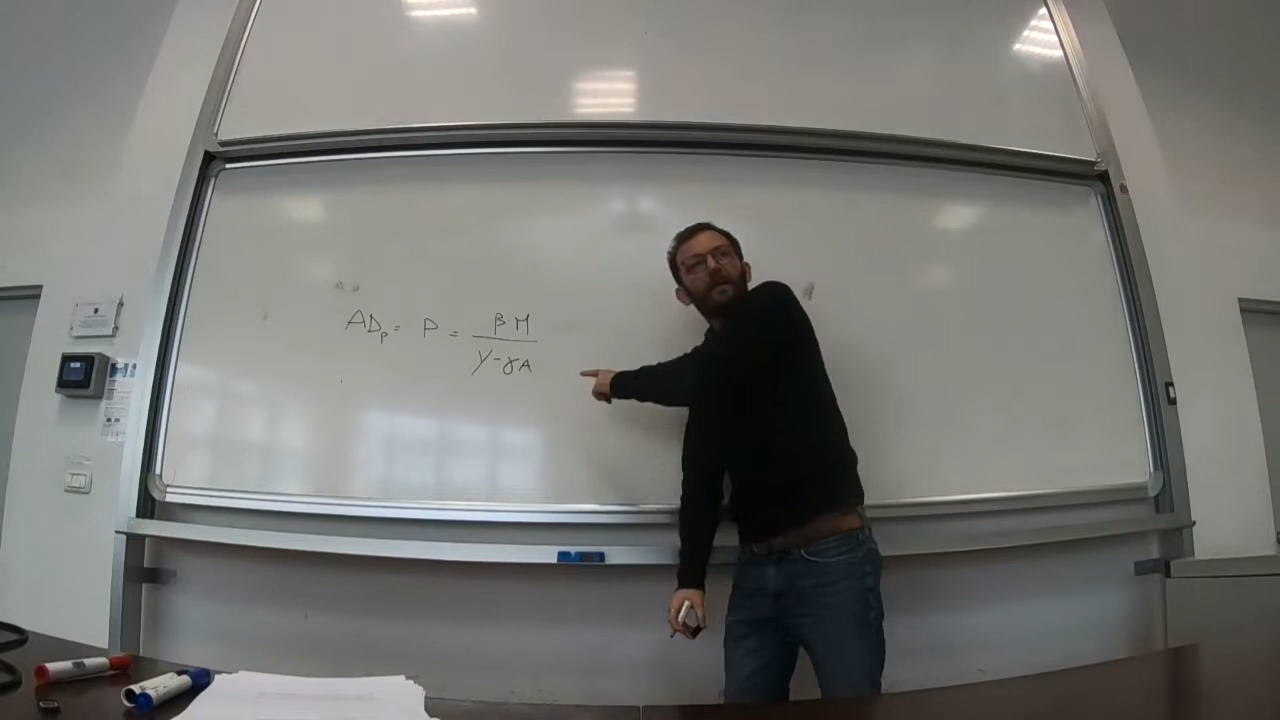 AD_P = P = βM / (Y - γA)